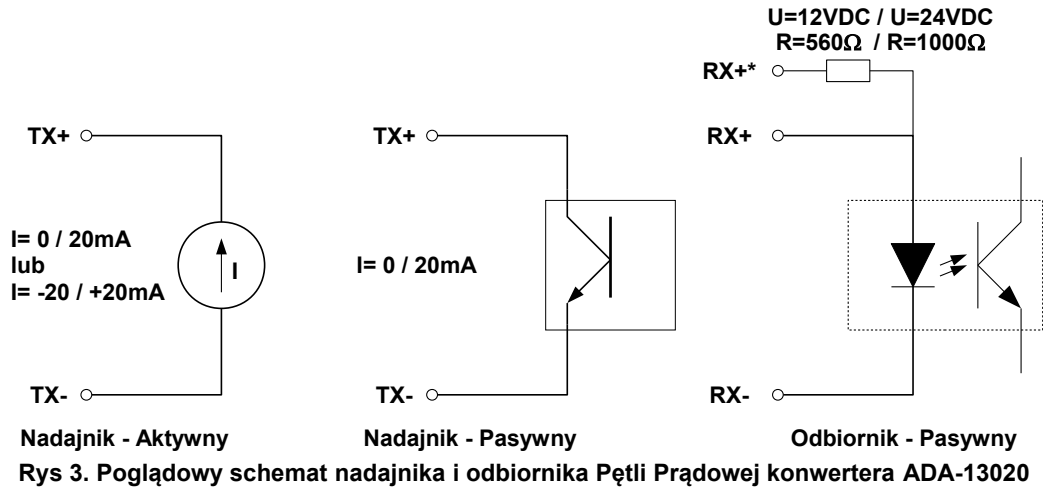 U=12VDC / U=24VDC
R=560Ω / R=1000Ω
RX+*
TX+
TX+
RX+
I= 0 / 20mA
lub
I= -20 / +20mA
I
I= 0 / 20mA
TX-
TX-
RX-
Nadajnik - Aktywny
Nadajnik - Pasywny
Odbiornik - Pasywny
Rys 3. Poglądowy schemat nadajnika i odbiornika Pętli Prądowej konwertera ADA-13020